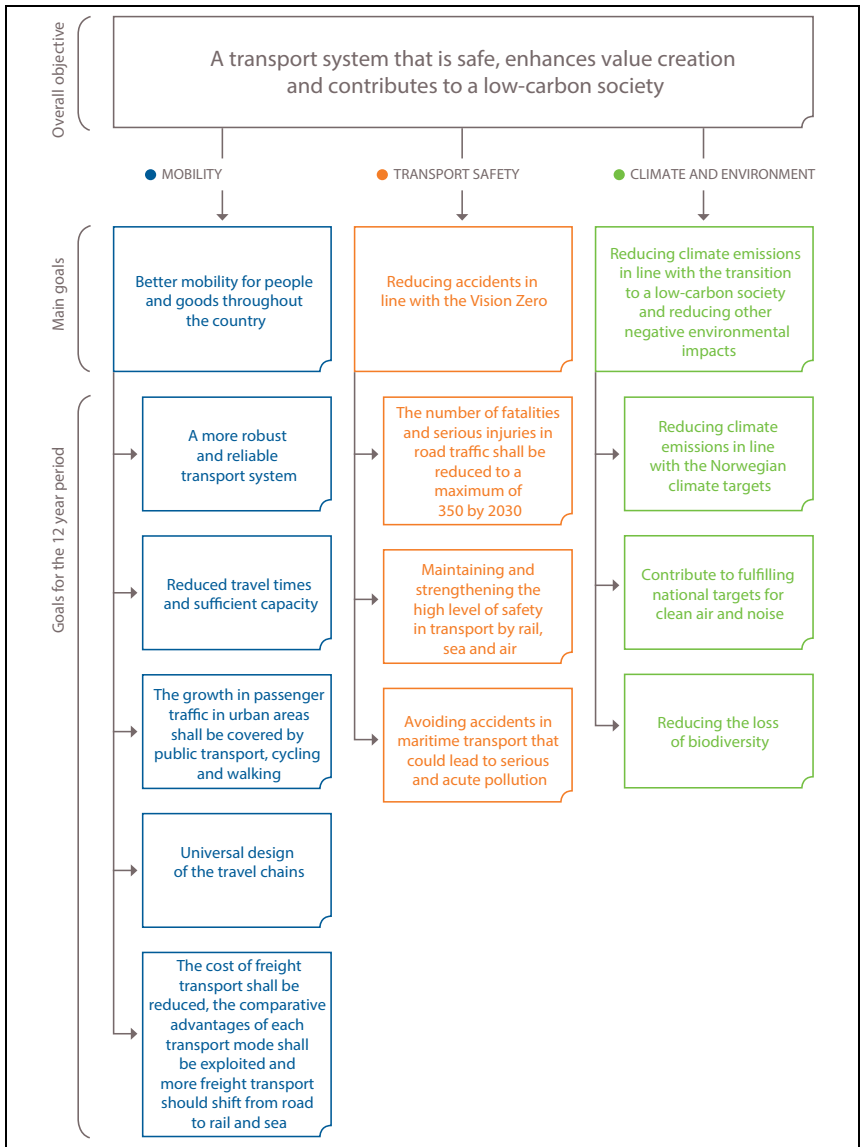 Overall objective
A transport system that is safe, enhances value creation
and contributes to a low-carbon society
MOBILITY
TRANSPORT SAFETY
CLIMATE AND ENVIRONMENT
Main goals
Better mobility for people
and goods throughout
the country
Reducing accidents in
line with the Vision Zero
Reducing climate emissions
in line with the transition
to a low-carbon society
and reducing other
negative environmental
impacts
Goals for the 12 year period
A more robust
and reliable
transport system
Reduced travel times
and sufficient capacity
The growth in passenger
traffic in urban areas
shall be covered by
public transport, cycling
and walking
Universal design
of the travel chains
The cost of freight
transport shall be
reduced, the comparative
advantages of each
transport mode shall
be exploited and
more freight transport
should shift from road
to rail and sea
The number of fatalities
and serious injuries in
road traffic shall be
reduced to a
maximum of
350 by 2030
Maintaining and
strengthening the
high level of safety
in transport by rail,
sea and air
Avoiding accidents in
maritime transport that
could lead to serious
and acute pollution
Reducing climate
emissions in line
with the Norwegian
climate targets
Contribute to fulfilling
national targets for
clean air and noise
Reducing the loss
of biodiversity